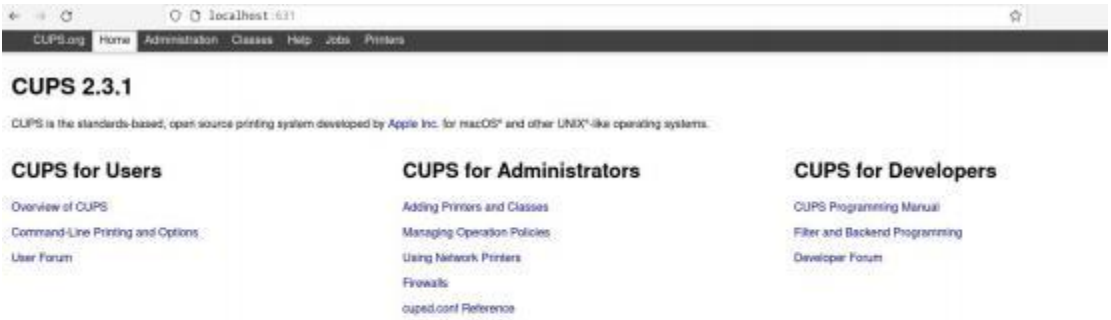 localhost:631
CUPS.org Home Administration Classes Help Jobs Printers
CUPS 2.3.1
CUPS is the standards-based, open source printing system developed by Apple Inc. for macOS® and other UNIX®-like operating systems.
CUPS for Users
Overview of CUPS
Command-Line Printing and Options
User Forum
CUPS for Administrators
Adding Printers and Classes
Managing Operation Policies
Using Network Printers
Firewalls
cupsd.conf Reference
CUPS for Developers
CUPS Programming Manual
Filter and Backend Programming
Developer Forum